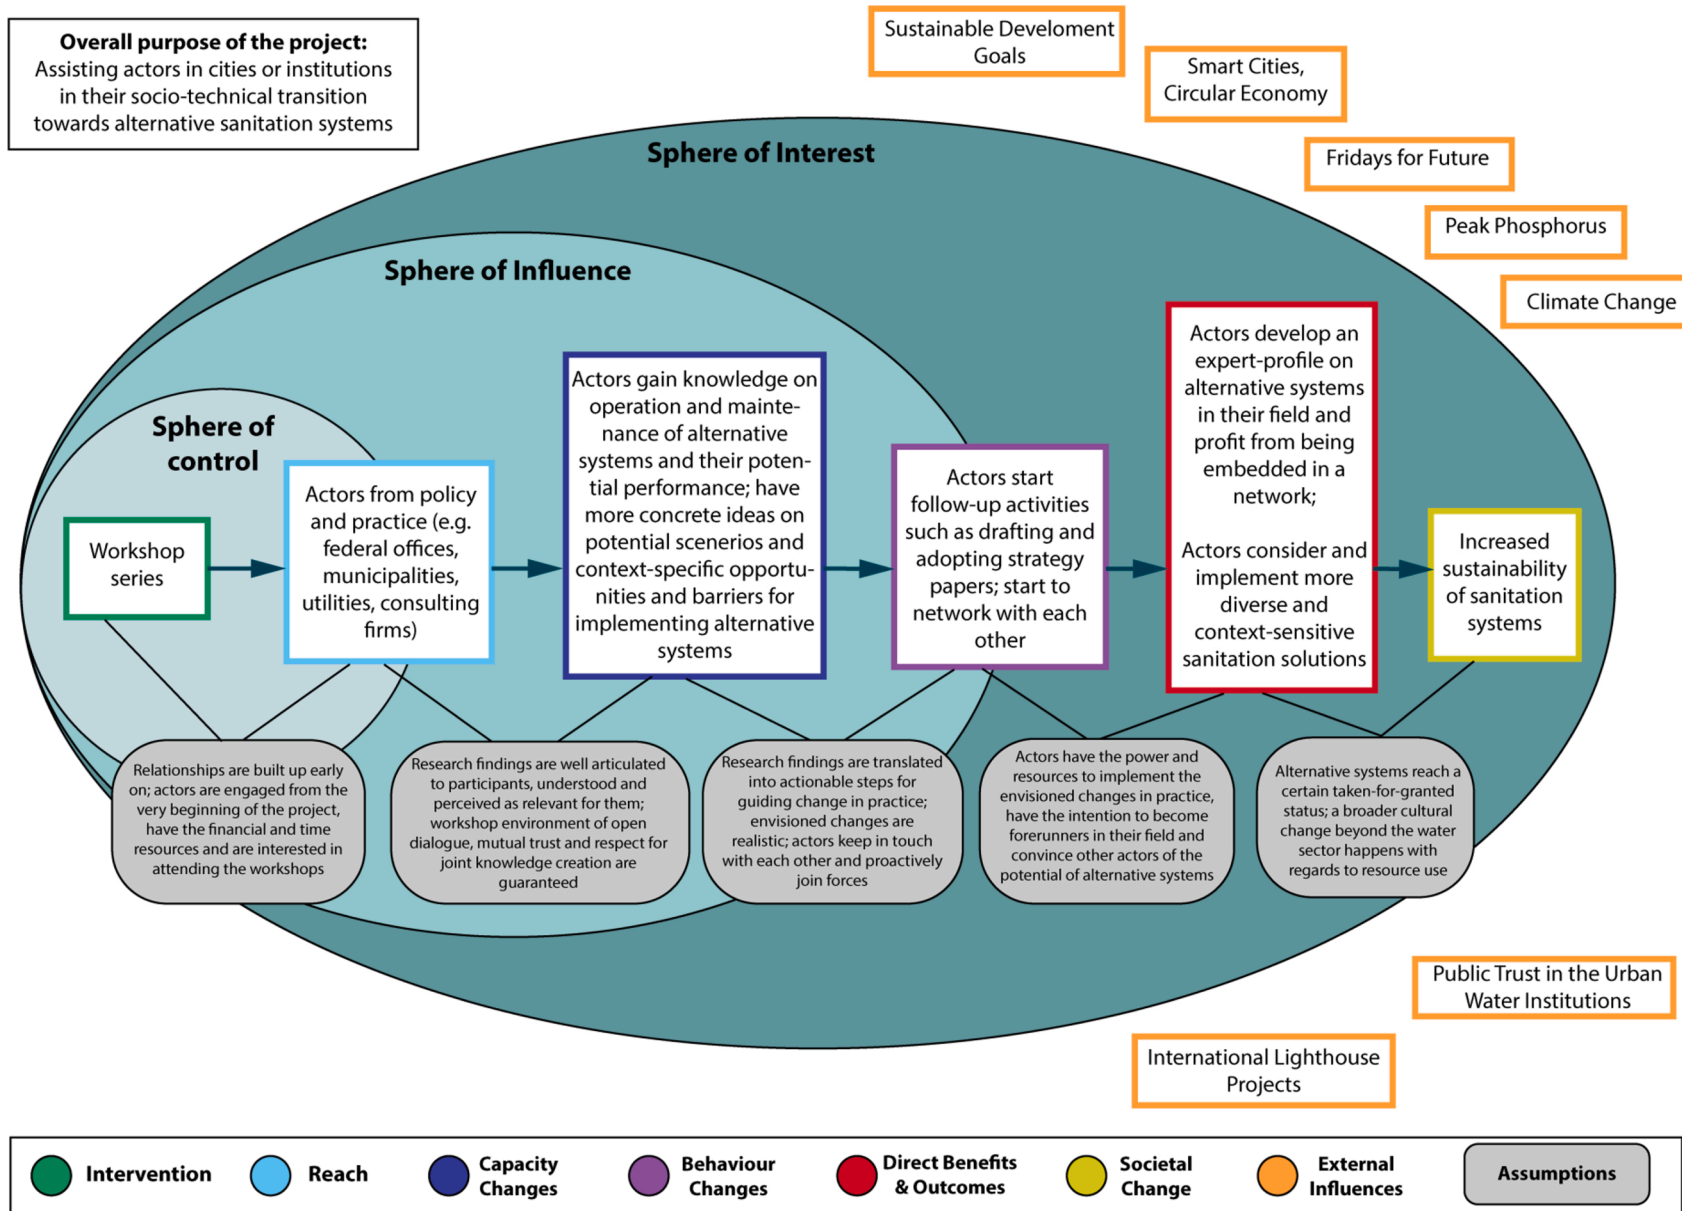 Overall purpose of the project:
Assisting actors in cities or institutions
in their socio-technical transition
towards alternative sanitation systems
Sustainable Develoment
Goals
Smart Cities,
Circular Economy
Fridays for Future
Peak Phosphorus
Climate Change
Sphere of Interest
Sphere of Influence
Sphere of
control
Workshop
series
Actors from policy
and practice (e.g.
federal offices,
municipalities,
utilities, consulting
firms)
Actors gain knowledge on
operation and mainte-
nance of alternative
systems and their poten-
tial performance; have
more concrete ideas on
potential scenerios and
context-specific opportu-
nities and barriers for
implementing alternative
systems
Actors start
follow-up activities
such as drafting and
adopting strategy
papers; start to
network with each
other
Actors develop an
expert-profile on
alternative systems
in their field and
profit from being
embedded in a
network;
Actors consider and
implement more
diverse and
context-sensitive
sanitation solutions
Increased
sustainability
of sanitation
systems
Relationships are built up early
on; actors are engaged from the
very beginning of the project,
have the financial and time
resources and are interested in
attending the workshops
Research findings are well articulated
to participants, understood and
perceived as relevant for them;
workshop environment of open
dialogue, mutual trust and respect for
joint knowledge creation are
guaranteed
Research findings are translated
into actionable steps for
guiding change in practice;
envisioned changes are
realistic; actors keep in touch
with each other and proactively
join forces
Actors have the power and
resources to implement the
envisioned changes in practice,
have the intention to become
forerunners in their field and
convince other actors of the
potential of alternative systems
Alternative systems reach a
certain taken-for-granted
status; a broader cultural
change beyond the water
sector happens with
regards to resource use
Public Trust in the Urban
Water Institutions
International Lighthouse
Projects
Intervention
Reach
Capacity
Changes
Behaviour
Changes
Direct Benefits
& Outcomes
Societal
Change
External
Influences
Assumptions